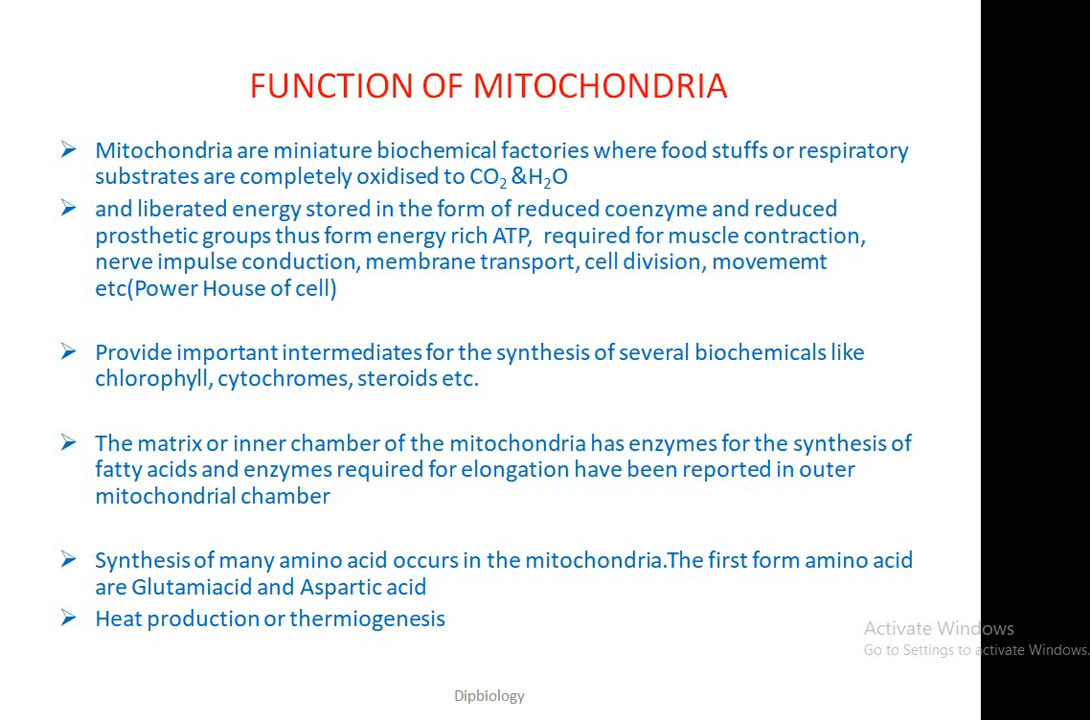 FUNCTION OF MITOCHONDRIA
➢ Mitochondria are miniature biochemical factories where food stuffs or respiratory
substrates are completely oxidised to CO₂ &H₂O
➢ and liberated energy stored in the form of reduced coenzyme and reduced
prosthetic groups thus form energy rich ATP, required for muscle contraction,
nerve impulse conduction, membrane transport, cell division, movememt
etc(Power House of cell)
➢ Provide important intermediates for the synthesis of several biochemicals like
chlorophyll, cytochromes, steroids etc.
➢ The matrix or inner chamber of the mitochondria has enzymes for the synthesis of
fatty acids and enzymes required for elongation have been reported in outer
mitochondrial chamber
➢ Synthesis of many amino acid occurs in the mitochondria.The first form amino acid
are Glutamiacid and Aspartic acid
➢ Heat production or thermiogenesis
Activate Windows
Go to Settings to activate Windows.
Dipbiology